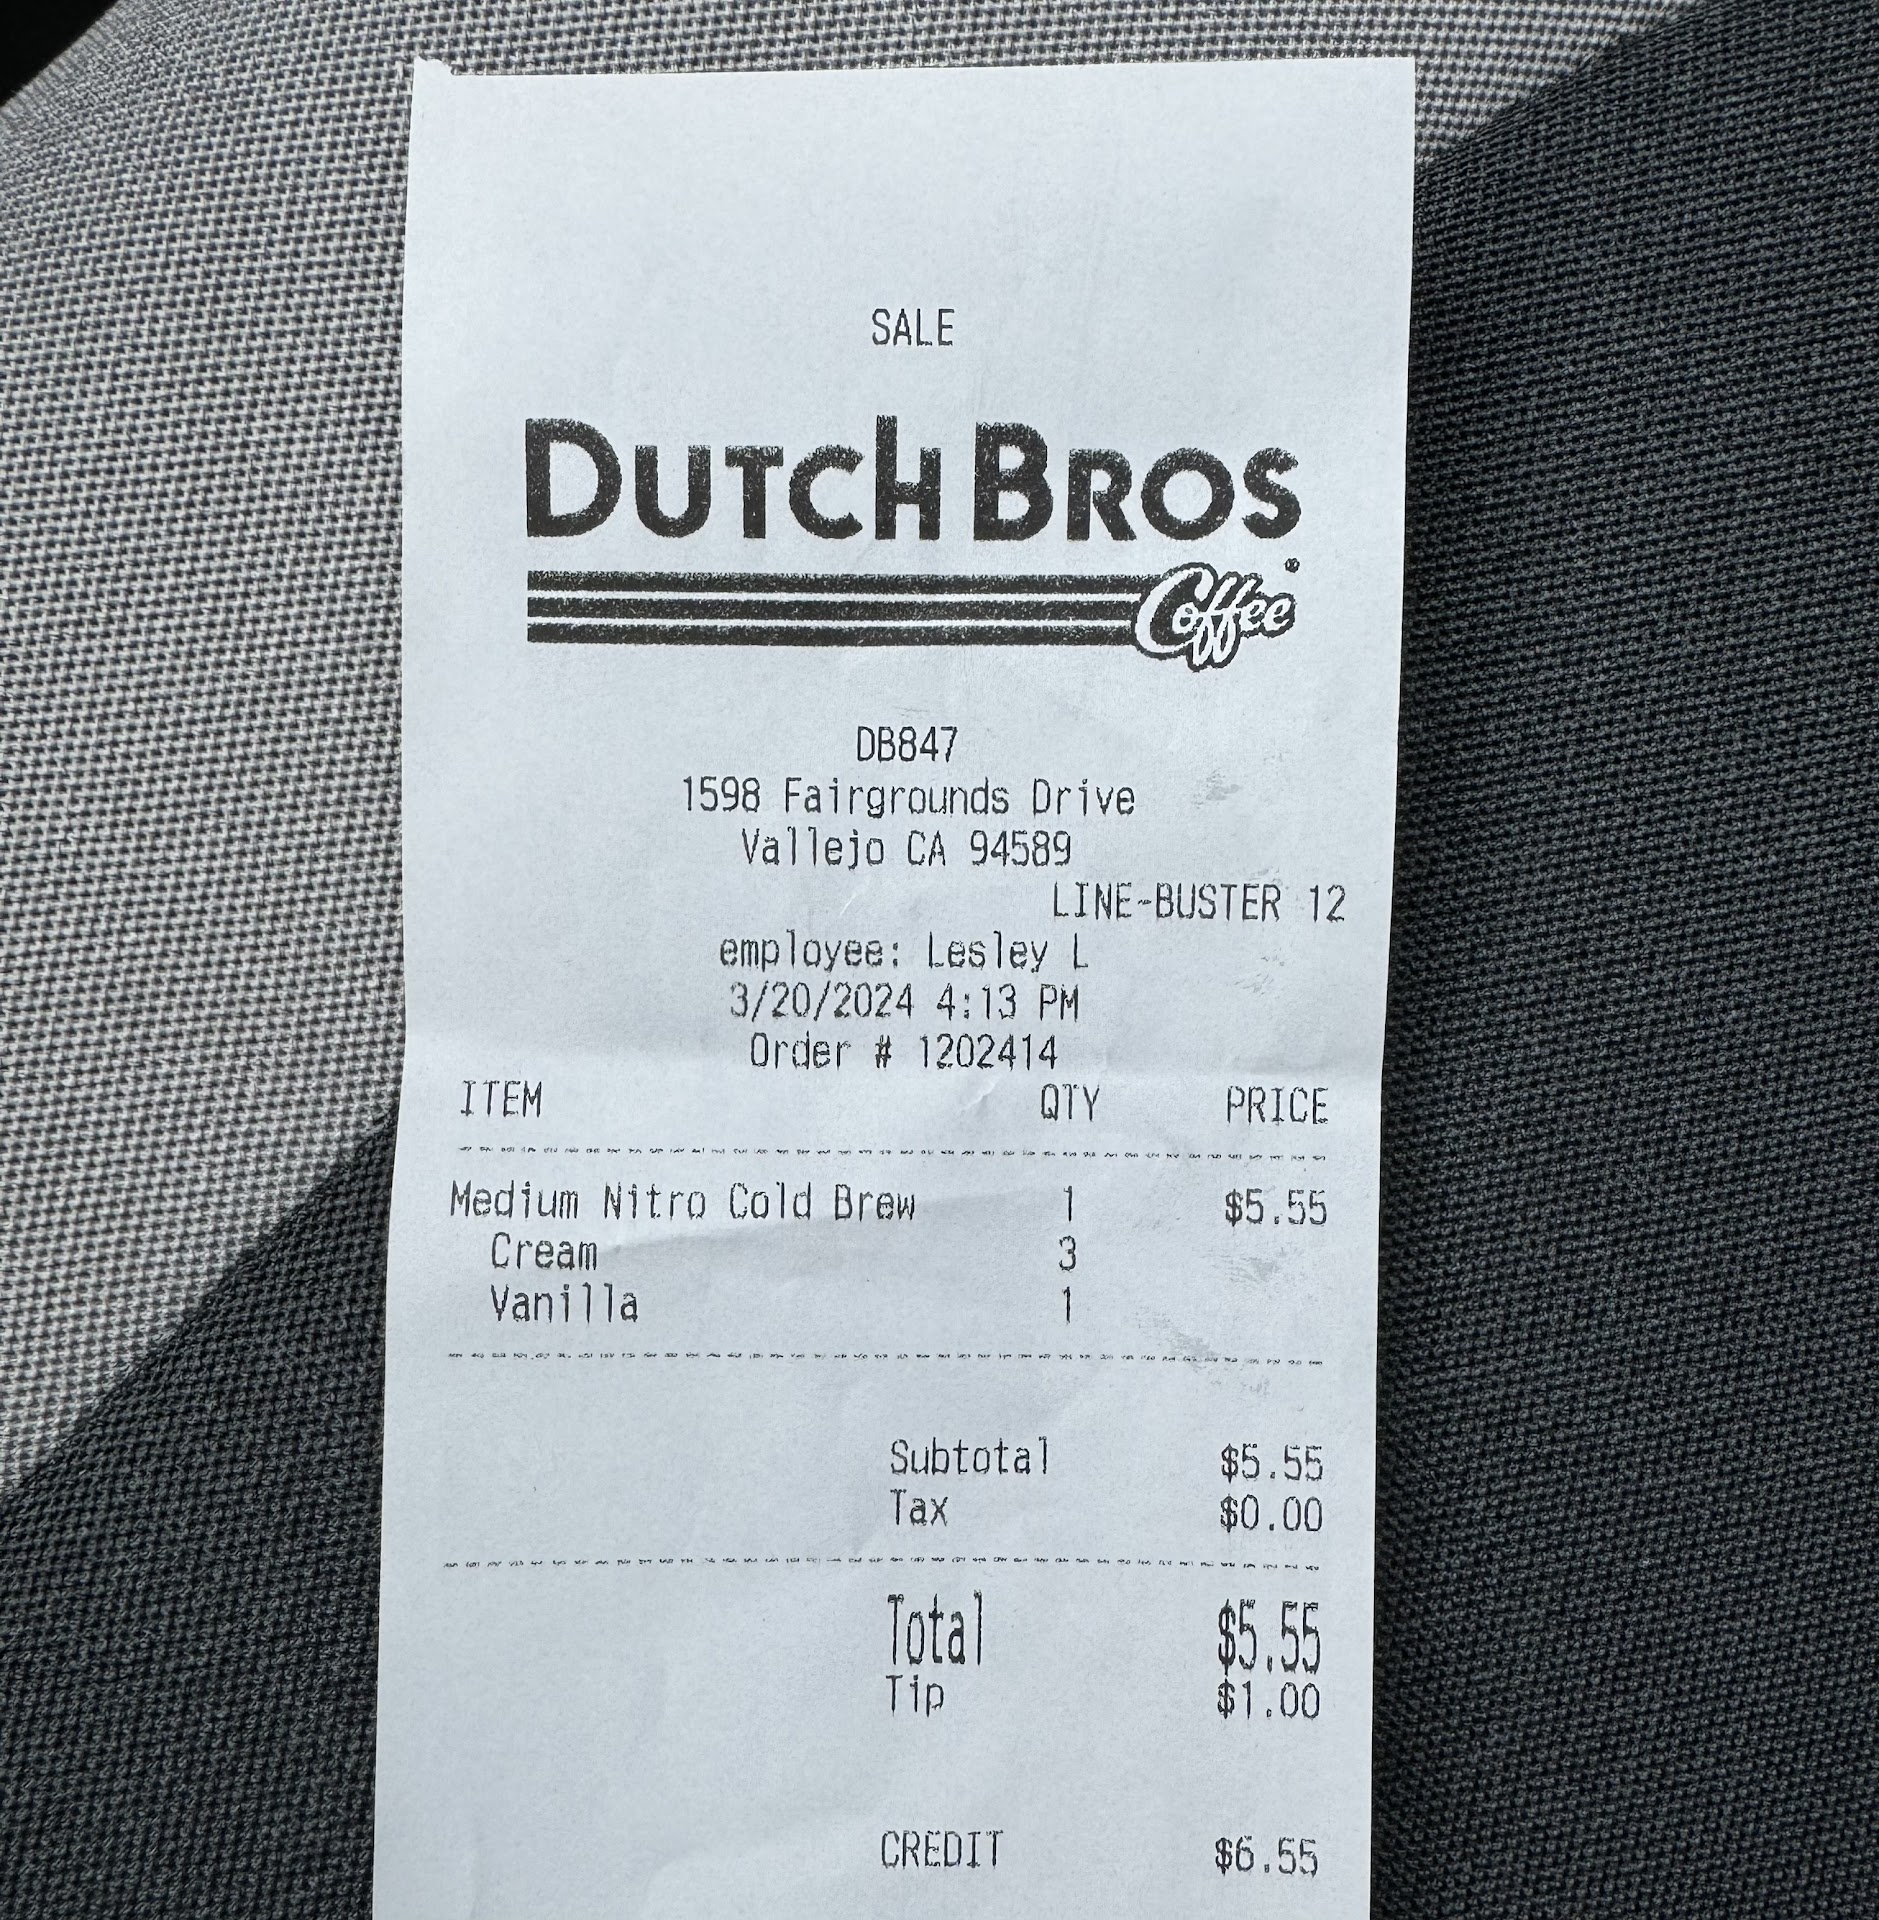 SALE
DUTCH BROS
Coffee
®
DB847
1598 Fairgrounds Drive
Vallejo CA 94589
LINE-BUSTER 12
employee: Lesley L
3/20/2024 4:13 PM
Order # 1202414
ITEM QTY PRICE
Medium Nitro Cold Brew 1 $5.55
Cream 3
Vanilla 1
Subtotal $5.55
Tax $0.00
Total $5.55
Tip $1.00
CREDIT $6.55